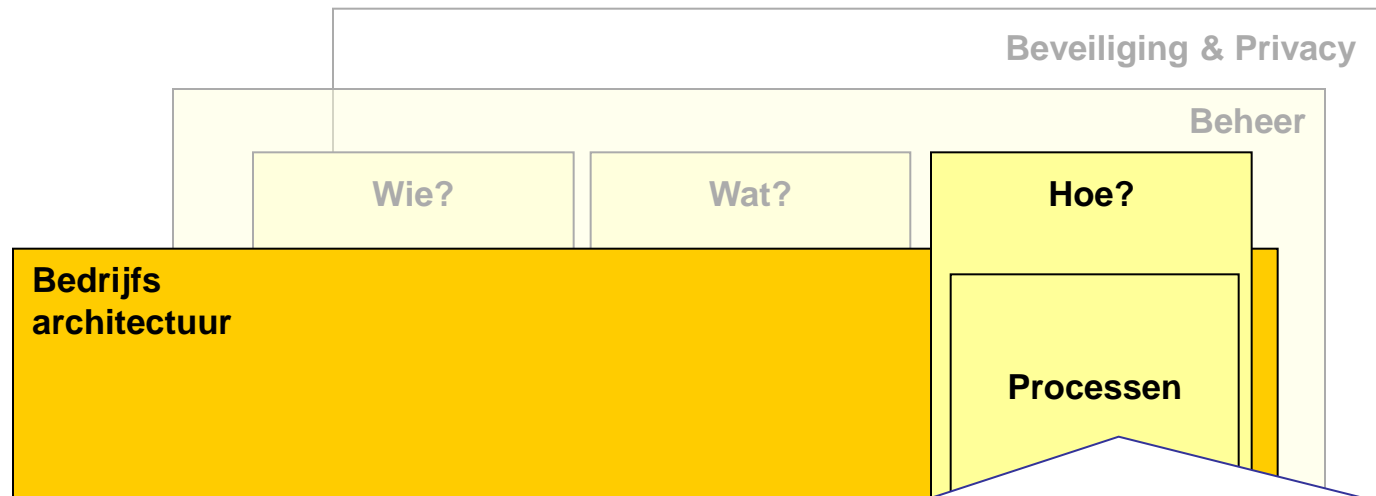 Beveiliging & Privacy
Beheer
Wie?
Wat?
Hoe?
Bedrijfs
architectuur
Processen